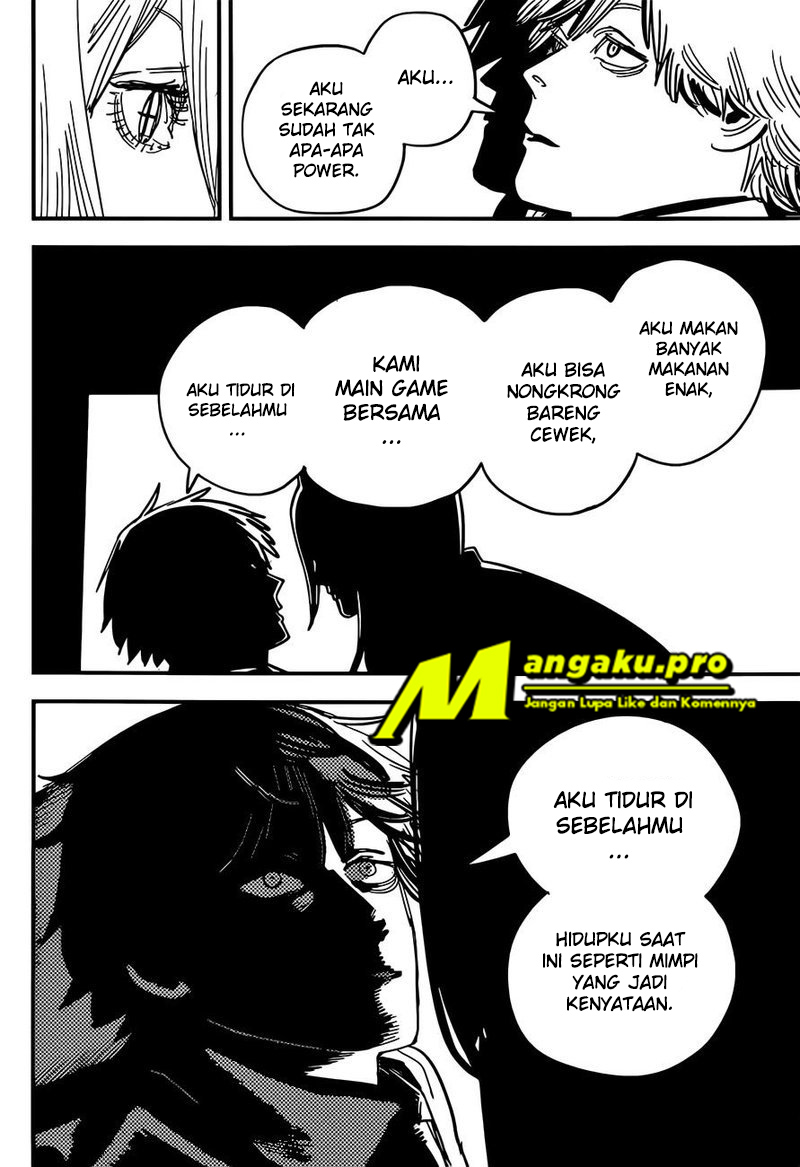 AKU...
AKU
SEKARANG
SUDAH TAK
APA-APA
POWER.
AKU MAKAN
BANYAK
MAKANAN
ENAK,
AKU BISA
NONGKRONG
BARENG
CEWEK,
KAMI
MAIN GAME
BERSAMA
...
AKU TIDUR DI
SEBELAHMU
...
Mangaku.pro
Jangan Lupa Like dan Komennya
AKU TIDUR DI
SEBELAHMU
...
HIDUPKU SAAT
INI SEPERTI MIMPI
YANG JADI
KENYATAAN.